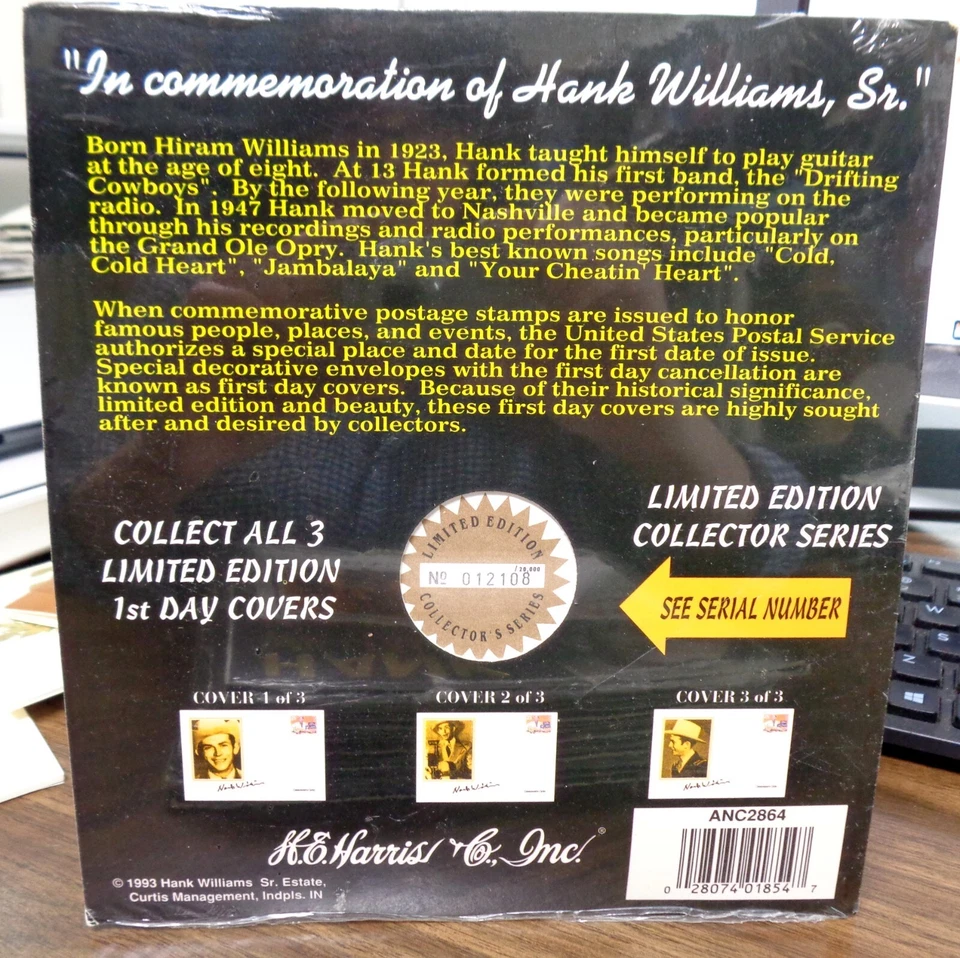 "In commemoration of Hank Williams, Sr."
Born Hiram Williams in 1923, Hank taught himself to play guitar
at the age of eight.  At 13 Hank formed his first band, the "Drifting
Cowboys".  By the following year, they were performing on the
radio.  In 1947 Hank moved to Nashville and became popular
through his recordings and radio performances, particularly on
the Grand Ole Opry.  Hank's best known songs include "Cold,
Cold Heart", "Jambalaya" and "Your Cheatin' Heart".
When commemorative postage stamps are issued to honor
famous people, places, and events, the United States Postal Service
authorizes a special place and date for the first date of issue.
Special decorative envelopes with the first day cancellation are
known as first day covers.  Because of their historical significance,
limited edition and beauty, these first day covers are highly sought
after and desired by collectors.
COLLECT ALL 3
LIMITED EDITION
1st DAY COVERS
LIMITED EDITION
Nº 012108
COLLECTOR'S SERIES
LIMITED EDITION
COLLECTOR SERIES
SEE SERIAL NUMBER
COVER 1 of 3
COVER 2 of 3
COVER 3 of 3
H.E. Harris & Co., Inc.®
© 1993 Hank Williams  Sr. Estate,
Curtis Management, Indpls. IN
ANC2864
0 28074 01854 7
W
S
Z